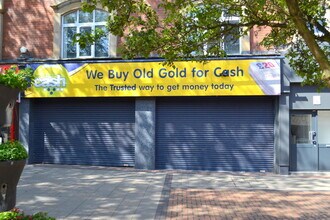 We Buy Old Gold for Cash
The Trusted way to get money today